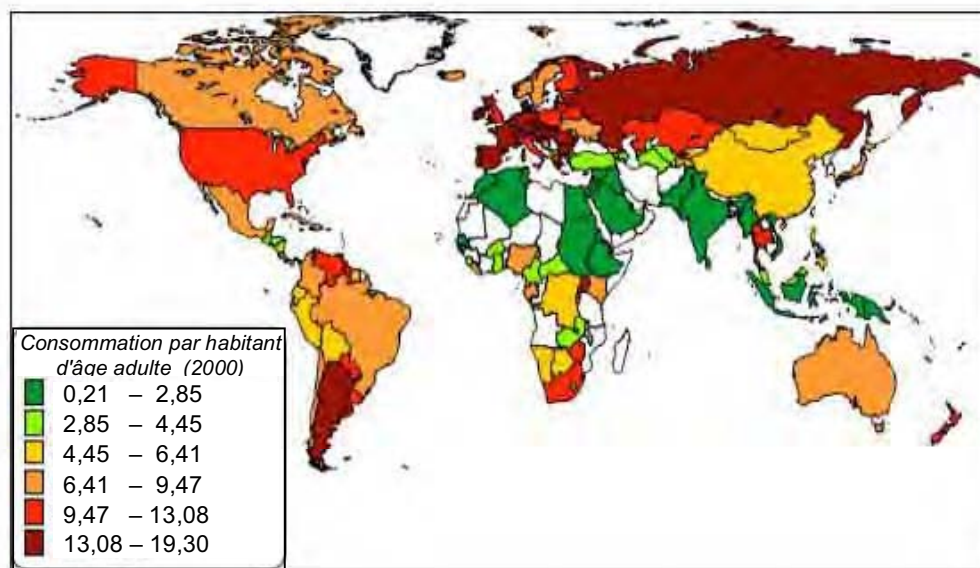 Consommation par habitant
d'âge adulte (2000)
0,21 – 2,85
2,85 – 4,45
4,45 – 6,41
6,41 – 9,47
9,47 – 13,08
13,08 – 19,30